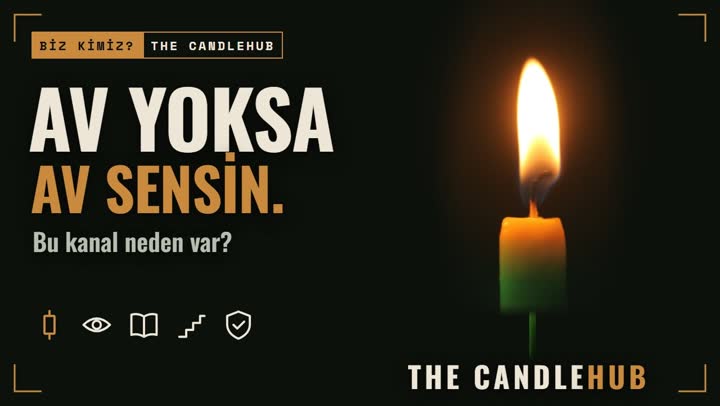 BİZ KİMİZ? THE CANDLEHUB
AV YOKSA
AV SENSİN.
Bu kanal neden var?
THE CANDLEHUB